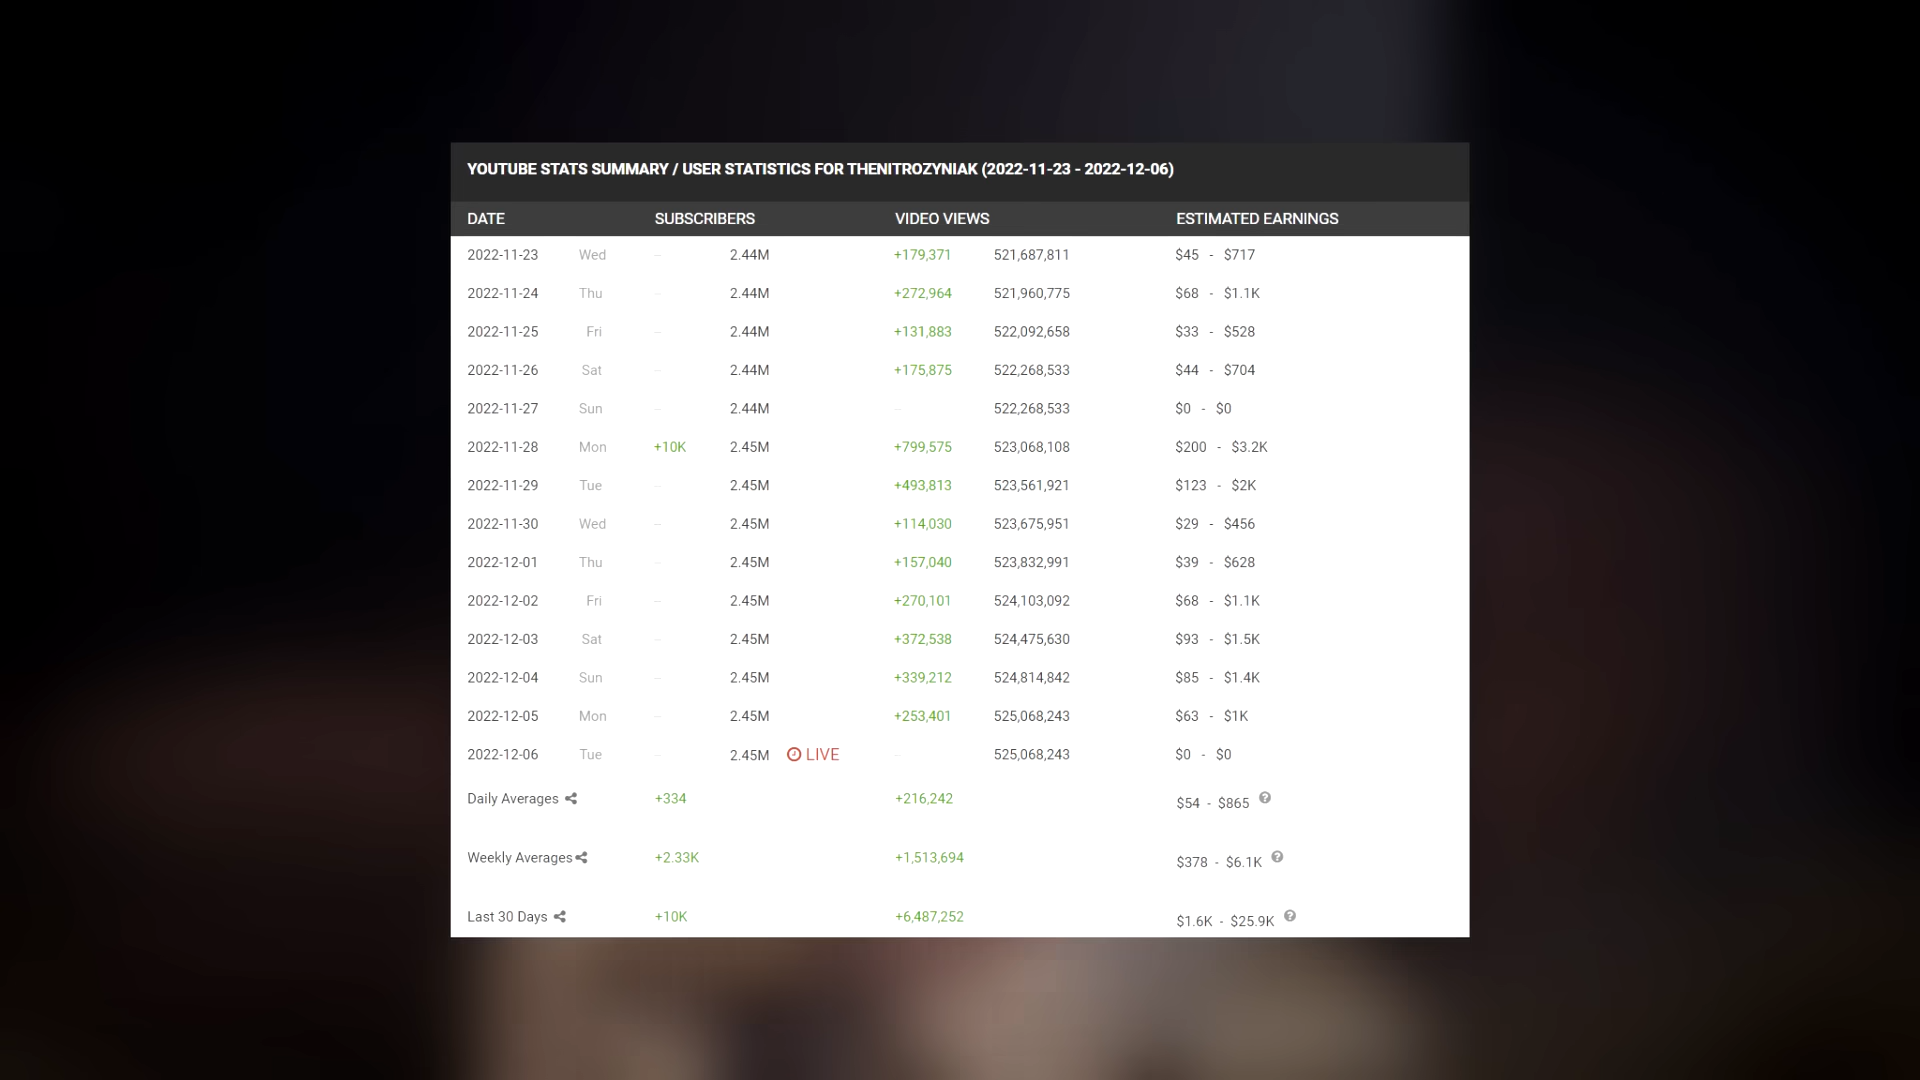 YOUTUBE STATS SUMMARY / USER STATISTICS FOR THENITROZYNIAK (2022-11-23 - 2022-12-06)
DATE SUBSCRIBERS VIDEO VIEWS ESTIMATED EARNINGS
2022-11-23 Wed -- 2.44M +179,371 521,687,811 $45 - $717
2022-11-24 Thu -- 2.44M +272,964 521,960,775 $68 - $1.1K
2022-11-25 Fri -- 2.44M +131,883 522,092,658 $33 - $528
2022-11-26 Sat -- 2.44M +175,875 522,268,533 $44 - $704
2022-11-27 Sun -- 2.44M -- 522,268,533 $0 - $0
2022-11-28 Mon +10K 2.45M +799,575 523,068,108 $200 - $3.2K
2022-11-29 Tue -- 2.45M +493,813 523,561,921 $123 - $2K
2022-11-30 Wed -- 2.45M +114,030 523,675,951 $29 - $456
2022-12-01 Thu -- 2.45M +157,040 523,832,991 $39 - $628
2022-12-02 Fri -- 2.45M +270,101 524,103,092 $68 - $1.1K
2022-12-03 Sat -- 2.45M +372,538 524,475,630 $93 - $1.5K
2022-12-04 Sun -- 2.45M +339,212 524,814,842 $85 - $1.4K
2022-12-05 Mon -- 2.45M +253,401 525,068,243 $63 - $1K
2022-12-06 Tue -- 2.45M LIVE -- 525,068,243 $0 - $0
Daily Averages +334 +216,242 $54 - $865 ?
Weekly Averages +2.33K +1,513,694 $378 - $6.1K ?
Last 30 Days +10K +6,487,252 $1.6K - $25.9K ?